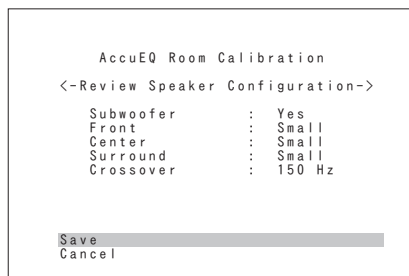 AccuEQ Room Calibration
<-Review Speaker Configuration->
Subwoofer : Yes
Front : Small
Center : Small
Surround : Small
Crossover : 150 Hz
Save
Cancel